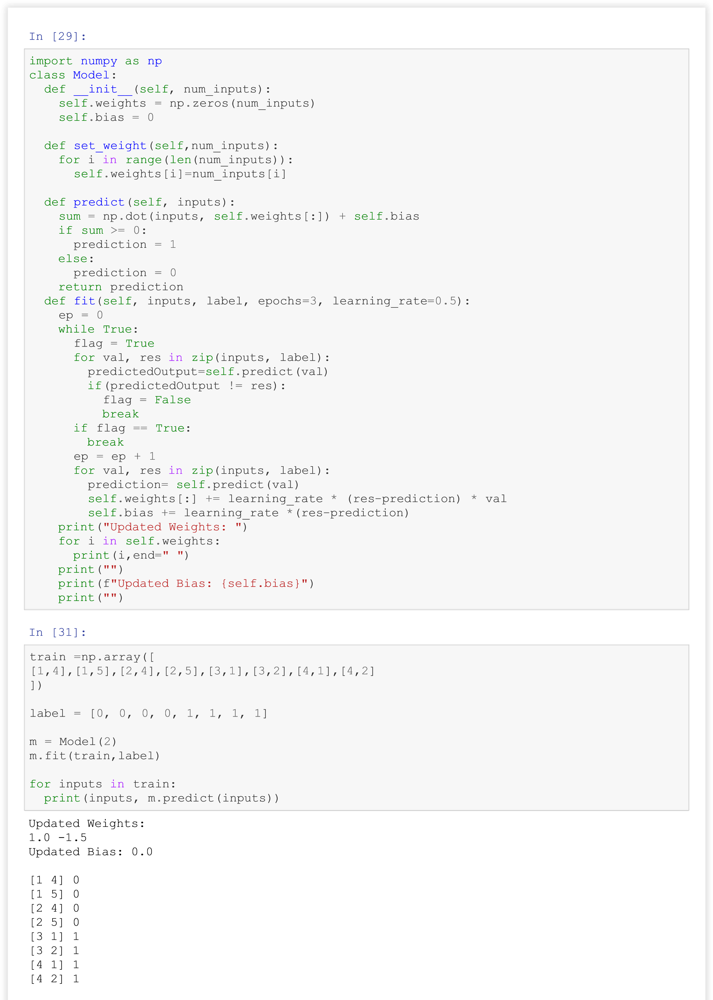 In [29]:
import numpy as np
class Model:
  def __init__(self, num_inputs):
    self.weights = np.zeros(num_inputs)
    self.bias = 0

  def set_weight(self,num_inputs):
    for i in range(len(num_inputs)):
      self.weights[i]=num_inputs[i]

  def predict(self, inputs):
    sum = np.dot(inputs, self.weights[:]) + self.bias
    if sum >= 0:
      prediction = 1
    else:
      prediction = 0
    return prediction
  def fit(self, inputs, label, epochs=3, learning_rate=0.5):
    ep = 0
    while True:
      flag = True
      for val, res in zip(inputs, label):
        predictedOutput=self.predict(val)
        if(predictedOutput != res):
          flag = False
          break
      if flag == True:
        break
      ep = ep + 1
      for val, res in zip(inputs, label):
        prediction= self.predict(val)
        self.weights[:] += learning_rate * (res-prediction) * val
        self.bias += learning_rate *(res-prediction)
    print("Updated Weights: ")
    for i in self.weights:
      print(i,end=" ")
    print("")
    print(f"Updated Bias: {self.bias}")
    print("")

In [31]:
train =np.array([
[1,4],[1,5],[2,4],[2,5],[3,1],[3,2],[4,1],[4,2]
])

label = [0, 0, 0, 0, 1, 1, 1, 1]

m = Model(2)
m.fit(train,label)

for inputs in train:
  print(inputs, m.predict(inputs))

Updated Weights:
1.0 -1.5
Updated Bias: 0.0

[1 4] 0
[1 5] 0
[2 4] 0
[2 5] 0
[3 1] 1
[3 2] 1
[4 1] 1
[4 2] 1